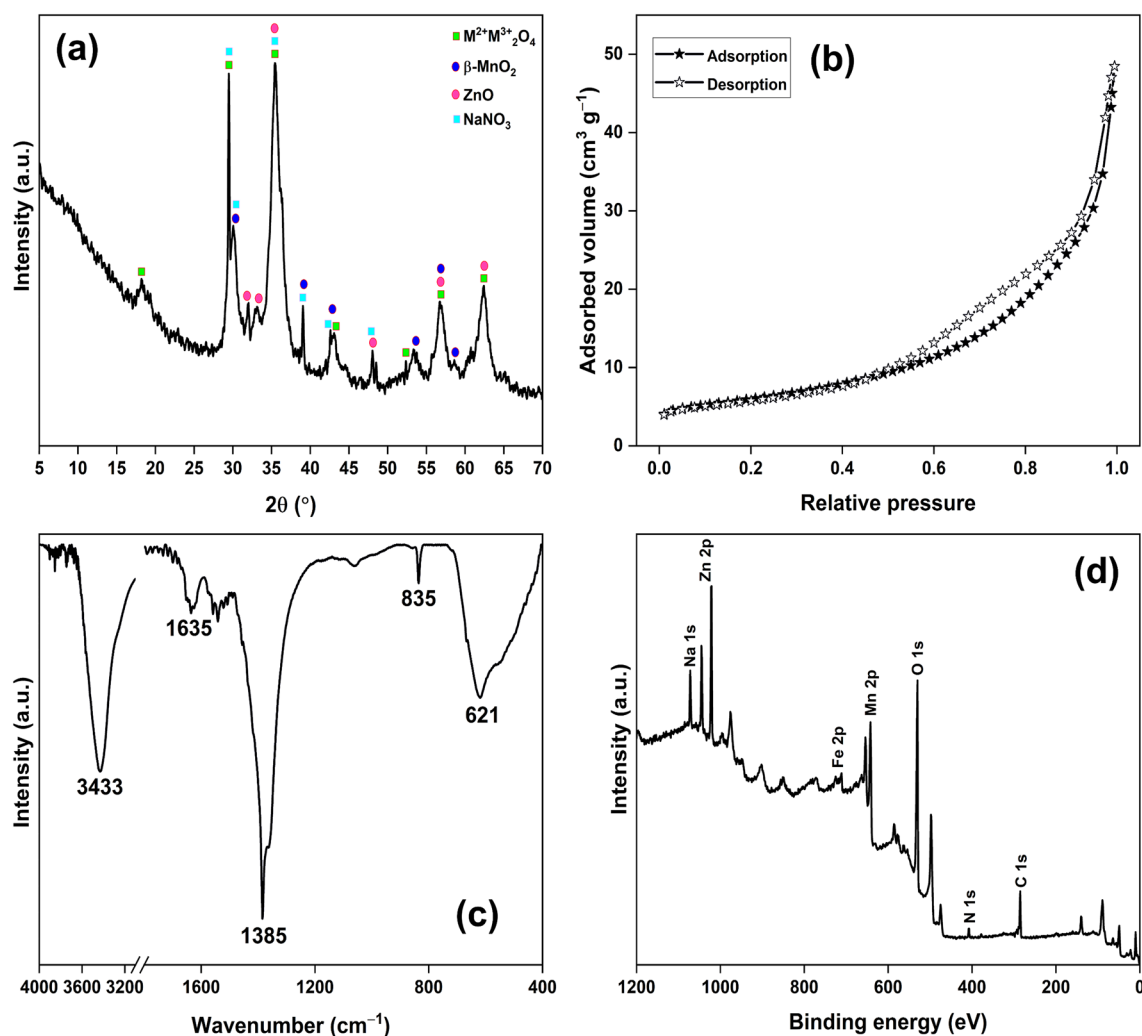 (a)
M²⁺M³⁺₂O₄
β-MnO₂
ZnO
NaNO₃
Intensity (a.u.)
5 10 15 20 25 30 35 40 45 50 55 60 65 70
2θ (°)
(b)
Adsorption
Desorption
Adsorbed volume (cm³ g⁻¹)
50
40
30
20
10
0
0.0 0.2 0.4 0.6 0.8 1.0
Relative pressure
(c)
3433
1635
1385
835
621
Intensity (a.u.)
4000 3600 3200 1600 1200 800 400
Wavenumber (cm⁻¹)
(d)
Na 1s
Zn 2p
Fe 2p
Mn 2p
O 1s
N 1s
C 1s
Intensity (a.u.)
1200 1000 800 600 400 200 0
Binding energy (eV)